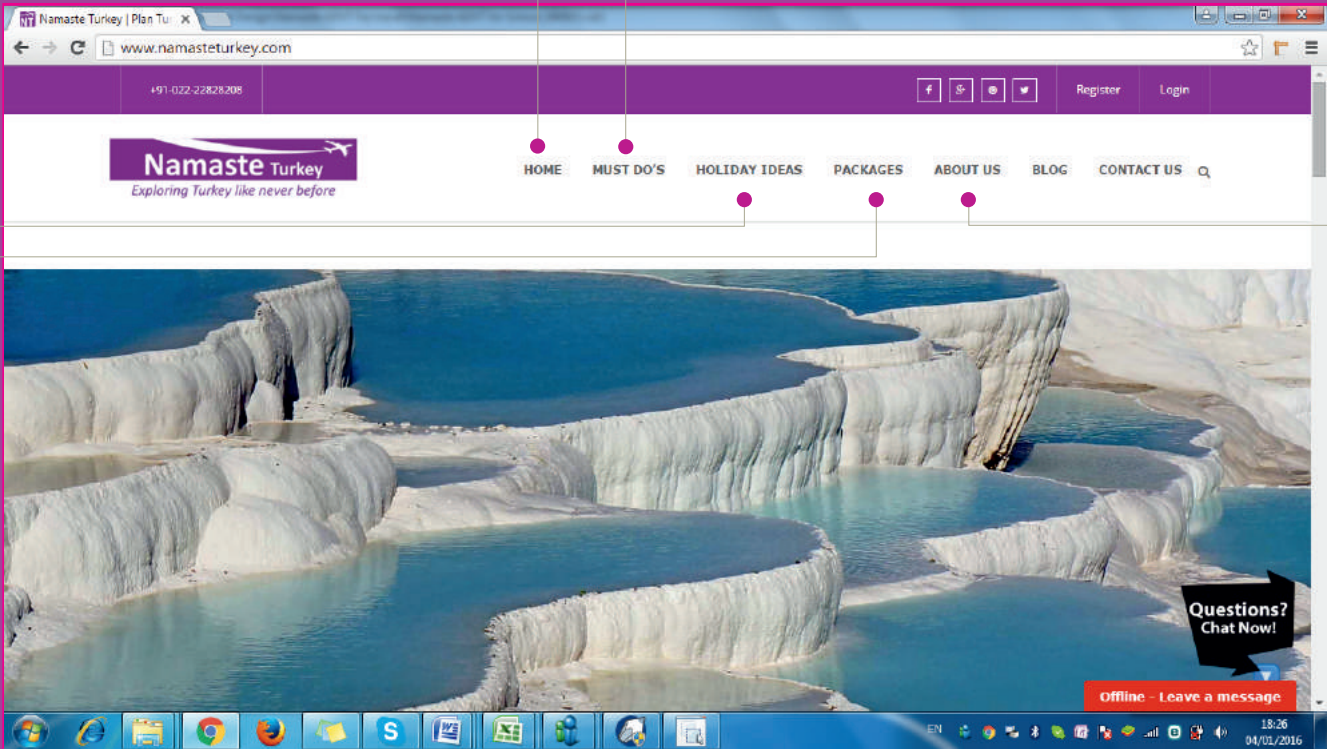 Namaste Turkey | Plan Tu
www.namasteturkey.com
+91-022-22828208
Register Login
Namaste Turkey
Exploring Turkey like never before
HOME MUST DO'S HOLIDAY IDEAS PACKAGES ABOUT US BLOG CONTACT US
Questions?
Chat Now!
Offline - Leave a message
EN
18:26
04/01/2016